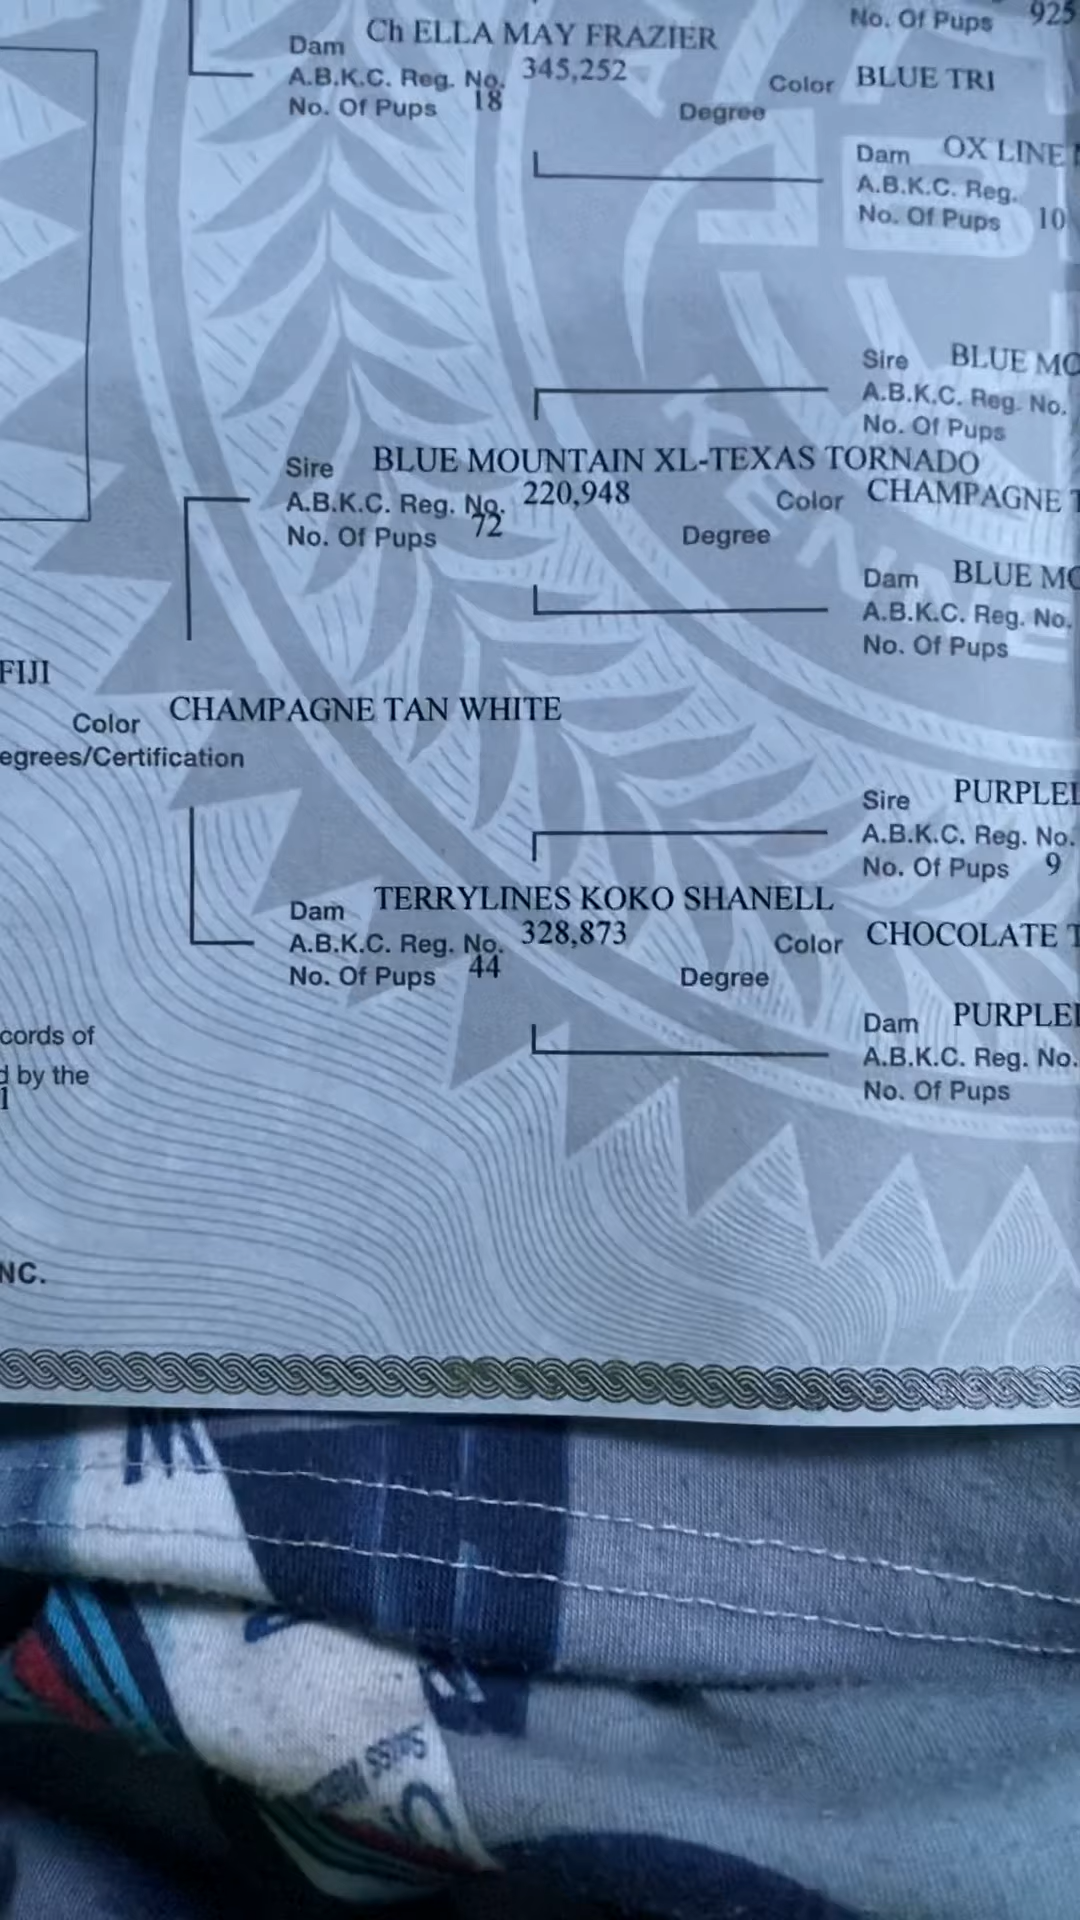 No. Of Pups 925
Dam Ch ELLA MAY FRAZIER
A.B.K.C. Reg. No. 345,252 Color BLUE TRI
No. Of Pups 18 Degree
Dam OX LINE
A.B.K.C. Reg.
No. Of Pups 10
Sire BLUE MO
A.B.K.C. Reg. No.
No. Of Pups
Sire BLUE MOUNTAIN XL-TEXAS TORNADO
A.B.K.C. Reg. No. 220,948 Color CHAMPAGNE T
No. Of Pups 72 Degree
Dam BLUE MO
A.B.K.C. Reg. No.
No. Of Pups
FIJI
Color CHAMPAGNE TAN WHITE
egrees/Certification
Sire PURPLE
A.B.K.C. Reg. No.
No. Of Pups 9
Dam TERRYLINES KOKO SHANELL
A.B.K.C. Reg. No. 328,873 Color CHOCOLATE T
No. Of Pups 44 Degree
Dam PURPLE
A.B.K.C. Reg. No.
No. Of Pups
cords of
d by the
1
NC.